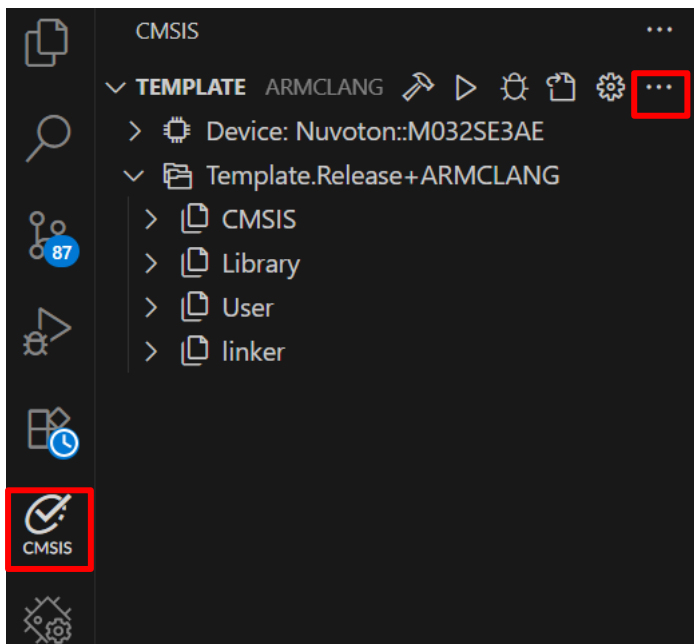 CMSIS
TEMPLATE ARMCLANG
Device: Nuvoton::M032SE3AE
Template.Release+ARMCLANG
CMSIS
Library
87
User
linker
CMSIS